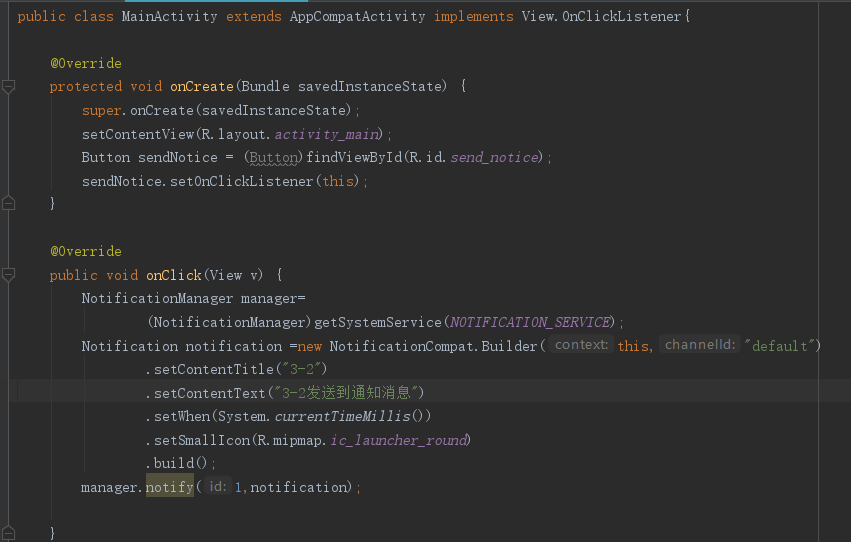 public class MainActivity extends AppCompatActivity implements View.OnClickListener{
@Override
protected void onCreate(Bundle savedInstanceState) {
super.onCreate(savedInstanceState);
setContentView(R.layout.activity_main);
Button sendNotice = (Button)findViewById(R.id.send_notice);
sendNotice.setOnClickListener(this);
}
@Override
public void onClick(View v) {
NotificationManager manager=
(NotificationManager)getSystemService(NOTIFICATION_SERVICE);
Notification notification =new NotificationCompat.Builder( context: this, channelId: "default")
.setContentTitle("3-2")
.setContentText("3-2发送到通知消息")
.setWhen(System.currentTimeMillis())
.setSmallIcon(R.mipmap.ic_launcher_round)
.build();
manager.notify( id: 1,notification);
}